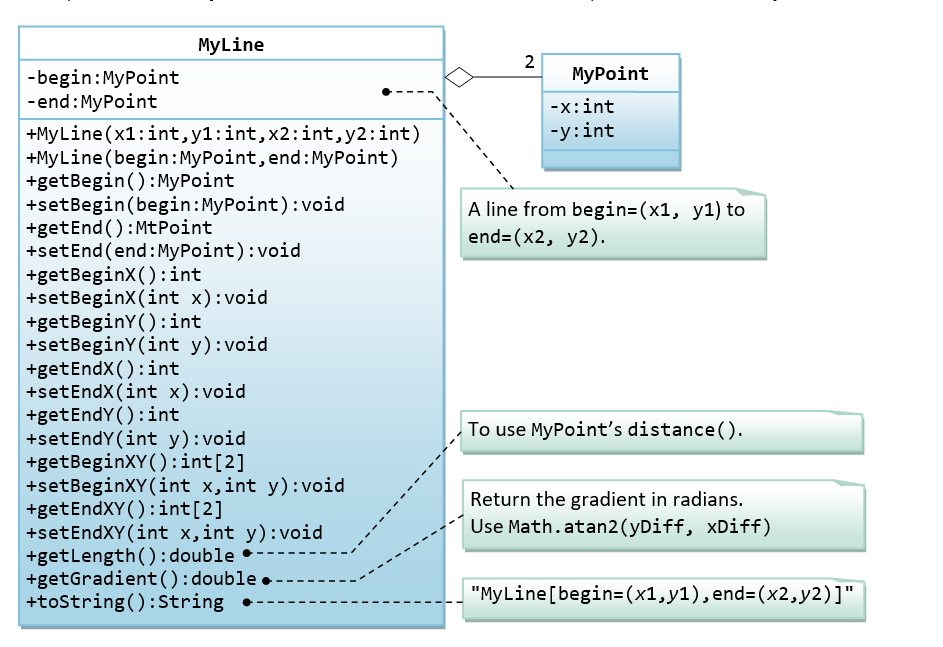 MyLine
-begin:MyPoint
-end:MyPoint
+MyLine(x1:int,y1:int,x2:int,y2:int)
+MyLine(begin:MyPoint,end:MyPoint)
+getBegin():MyPoint
+setBegin(begin:MyPoint):void
+getEnd():MtPoint
+setEnd(end:MyPoint):void
+getBeginX():int
+setBeginX(int x):void
+getBeginY():int
+setBeginY(int y):void
+getEndX():int
+setEndX(int x):void
+getEndY():int
+setEndY(int y):void
+getBeginXY():int[2]
+setBeginXY(int x,int y):void
+getEndXY():int[2]
+setEndXY(int x,int y):void
+getLength():double
+getGradient():double
+toString():String
2
MyPoint
-x:int
-y:int
A line from begin=(x1, y1) to
end=(x2, y2).
To use MyPoint’s distance().
Return the gradient in radians.
Use Math.atan2(yDiff, xDiff)
"MyLine[begin=(x1,y1),end=(x2,y2)]"